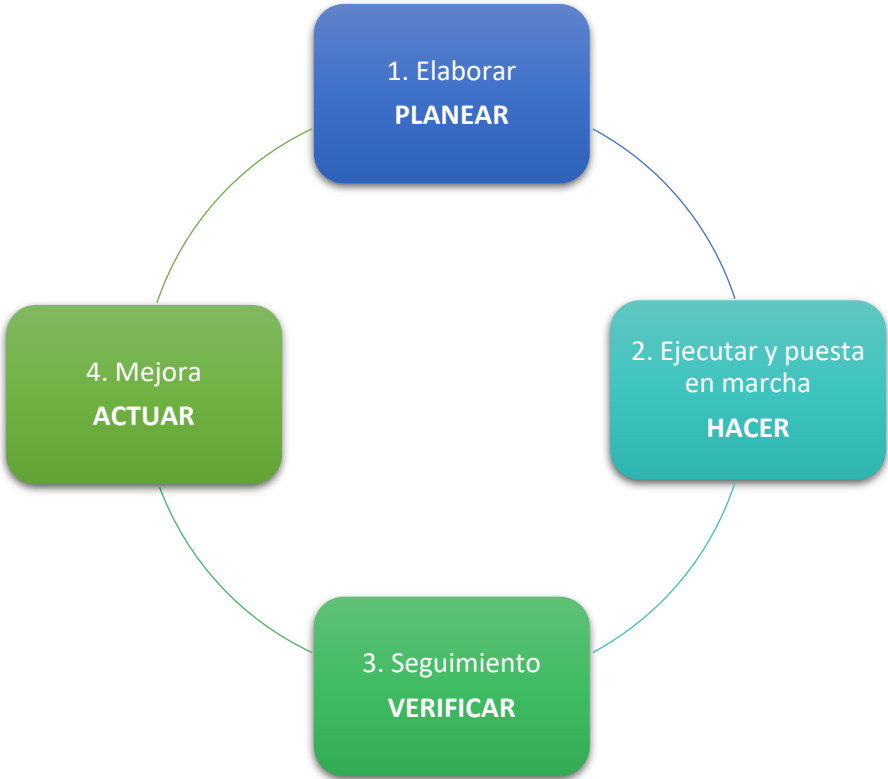 1. Elaborar
PLANEAR
2. Ejecutar y puesta
en marcha
HACER
3. Seguimiento
VERIFICAR
4. Mejora
ACTUAR